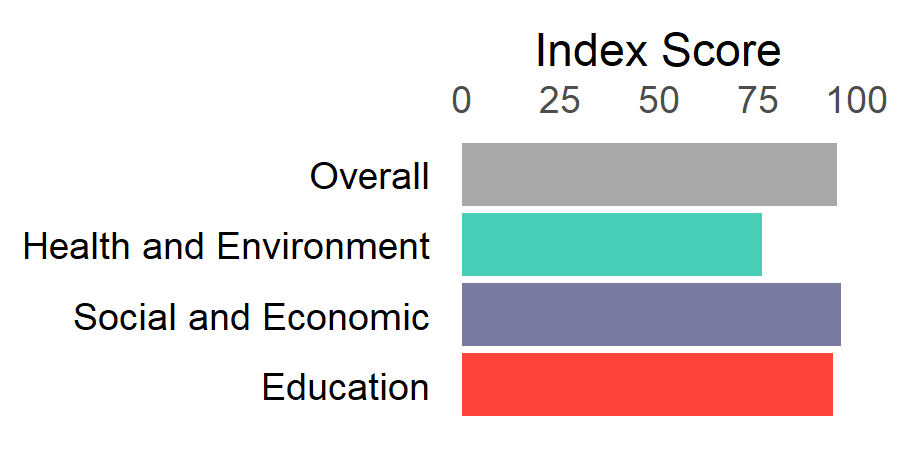 Index Score
0 25 50 75 100
Overall
Health and Environment
Social and Economic
Education